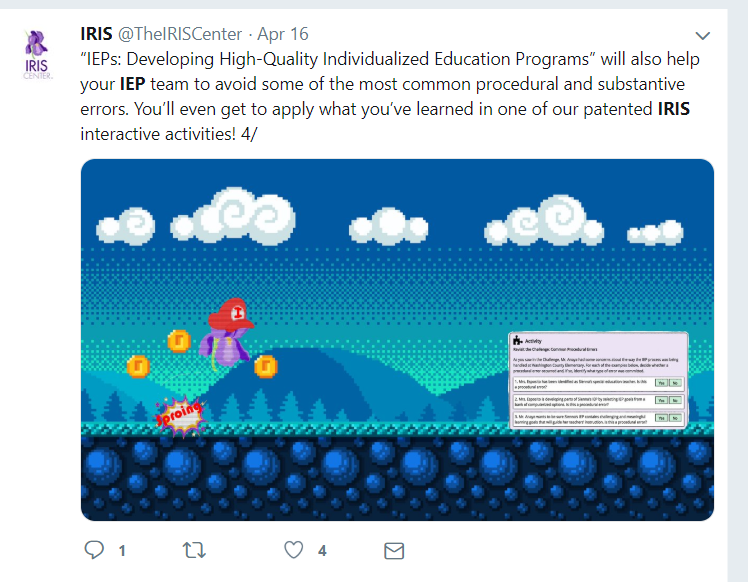 IRIS @TheIRISCenter · Apr 16
IRIS
CENTER.
“IEPs: Developing High-Quality Individualized Education Programs” will also help
your IEP team to avoid some of the most common procedural and substantive
errors. You’ll even get to apply what you’ve learned in one of our patented IRIS
interactive activities! 4/
I
Activity
Revisit the Challenge: Common Procedural Errors
As you saw in the Challenge, Mr. Anaya had some concerns about the way the IEP process was being
handled at Washington County Elementary. For each of the examples below, decide whether a
procedural error occurred and, if so, identify what type of error was committed.
1. Mrs. Esposito has been identified as Sienna's special education teacher. Is this
a procedural error?
Yes No
2. Mrs. Esposito is developing parts of Sienna's IEP by selecting IEP goals from a
bank of computerized options. Is this a procedural error?
Yes No
3. Mr. Anaya wants to be sure Sienna's IEP contains challenging and meaningful
learning goals that will guide her teachers' instruction. Is this a procedural error?
Yes No
Sproing
1 4